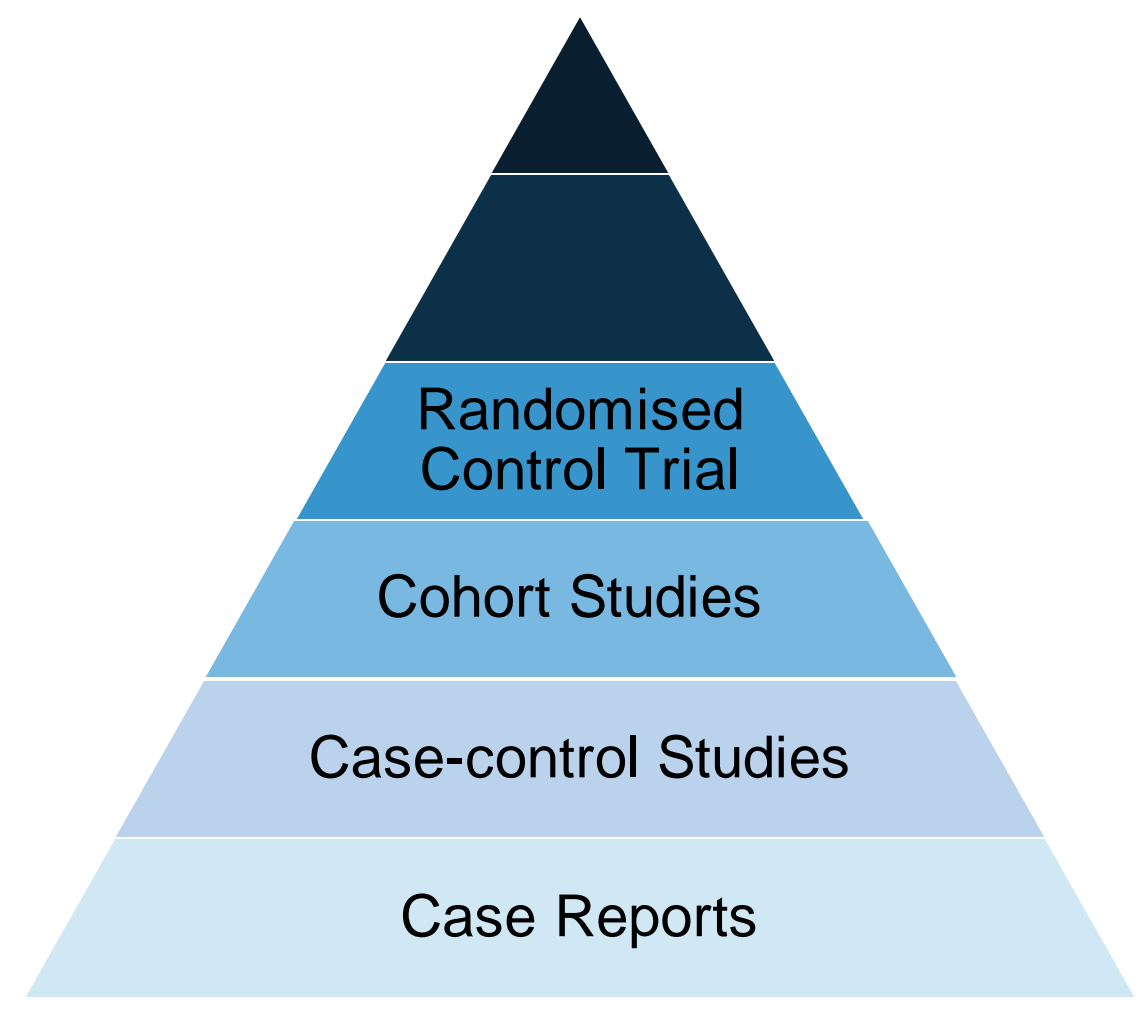 Randomised
Control Trial
Cohort Studies
Case-control Studies
Case Reports